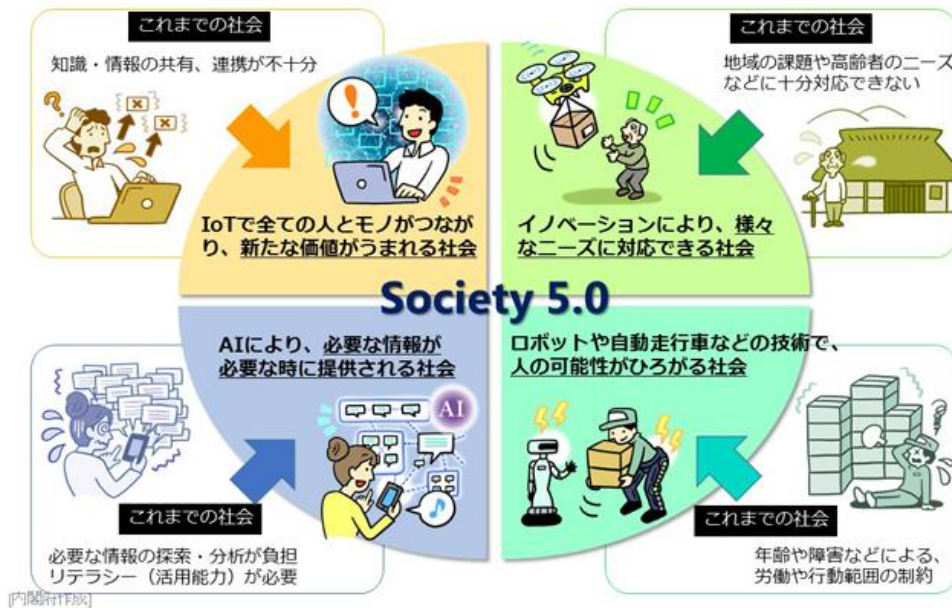 これまでの社会
知識・情報の共有、連携が不十分
IoTで全ての人とモノがつなが
り、新たな価値がうまれる社会
これまでの社会
地域の課題や高齢者のニーズ
などに十分対応できない
イノベーションにより、様々
なニーズに対応できる社会
Society 5.0
AIにより、必要な情報が
必要な時に提供される社会
AI
これまでの社会
必要な情報の探索・分析が負担
リテラシー（活用能力）が必要
ロボットや自動走行車などの技術で、
人の可能性がひろがる社会
これまでの社会
年齢や障害などによる、
労働や行動範囲の制約
[内閣府作成]